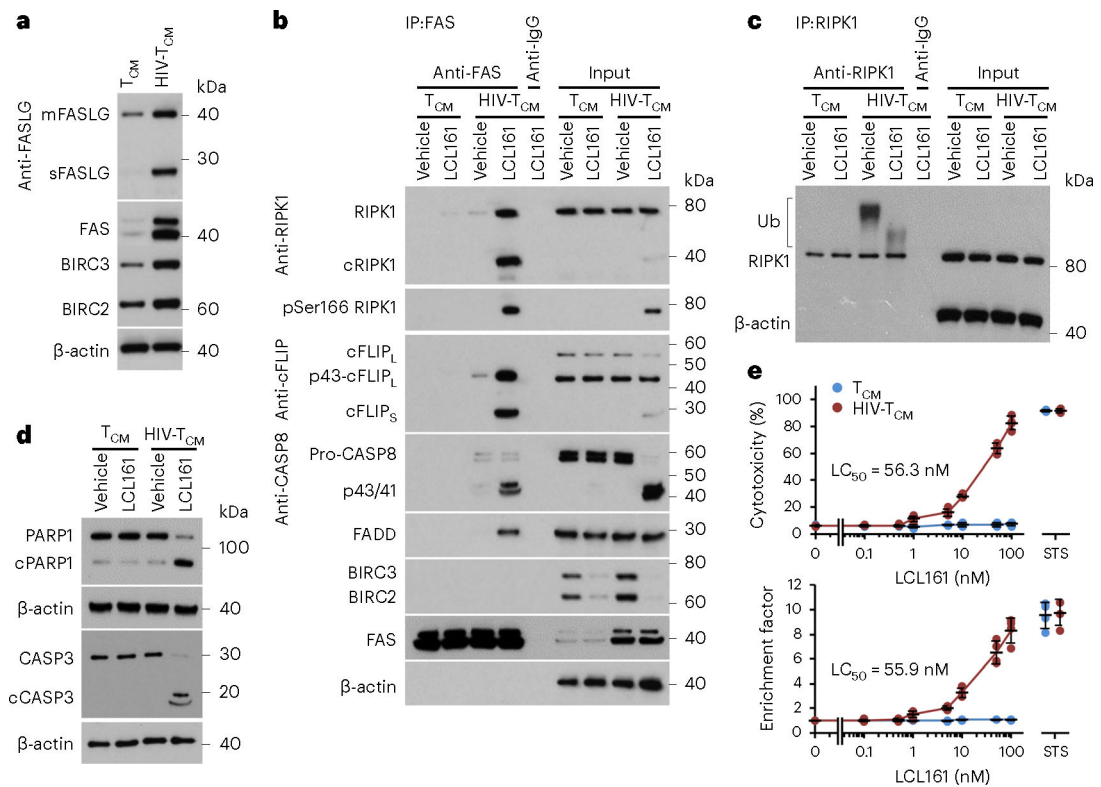 a
T_CM
HIV-T_CM
kDa
Anti-FASLG
mFASLG
40
30
sFASLG
FAS
40
BIRC3
BIRC2
60
β-actin
40
b
IP:FAS
Anti-FAS
Anti-IgG
Input
T_CM
HIV-T_CM
T_CM
HIV-T_CM
Vehicle
LCL161
Vehicle
LCL161
LCL161
Vehicle
LCL161
Vehicle
LCL161
kDa
Anti-RIPK1
RIPK1
80
cRIPK1
40
pSer166 RIPK1
80
Anti-cFLIP
cFLIP_L
60
50
p43-cFLIP_L
40
cFLIP_S
30
Anti-CASP8
Pro-CASP8
60
50
p43/41
40
FADD
30
BIRC3
80
BIRC2
60
FAS
40
β-actin
40
c
IP:RIPK1
Anti-RIPK1
Anti-IgG
Input
T_CM
HIV-T_CM
T_CM
HIV-T_CM
Vehicle
LCL161
Vehicle
LCL161
LCL161
Vehicle
LCL161
Vehicle
LCL161
kDa
Ub
RIPK1
80
β-actin
40
d
T_CM
HIV-T_CM
Vehicle
LCL161
Vehicle
LCL161
kDa
PARP1
100
cPARP1
β-actin
40
CASP3
30
cCASP3
20
β-actin
40
e
T_CM
HIV-T_CM
Cytotoxicity (%)
100
80
60
40
20
0
LC50 = 56.3 nM
0
0.1
1
10
100
STS
LCL161 (nM)
Enrichment factor
12
10
8
6
4
2
1
0
LC50 = 55.9 nM
0
0.1
1
10
100
STS
LCL161 (nM)